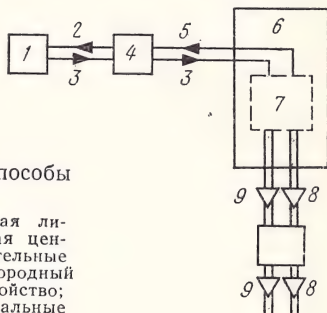 2 5 6
1 4
3 3
7
пособы
ая ли-
ая цен-
тельные
9 8
ородный
ойство;
альные
9 8